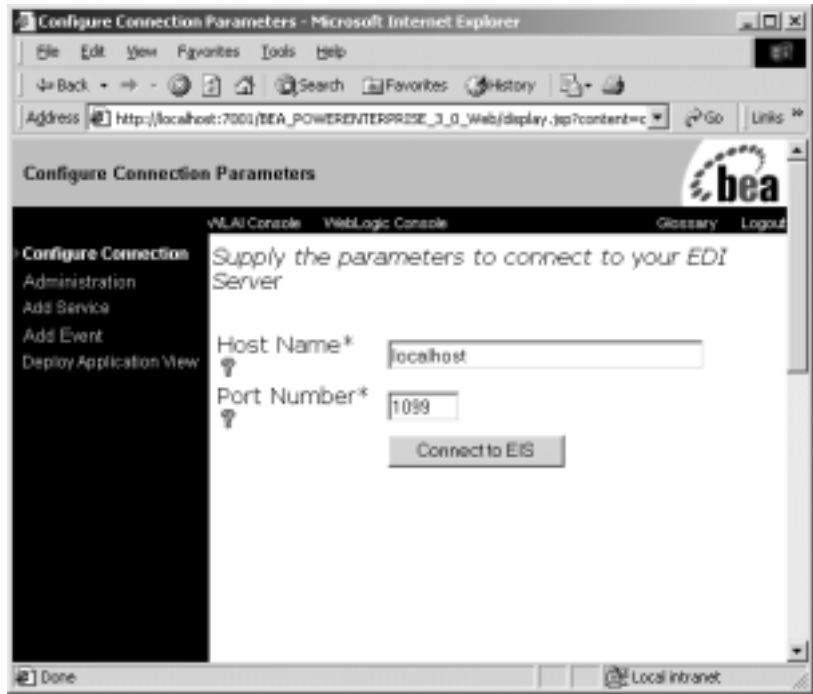 Configure Connection Parameters - Microsoft Internet Explorer
File Edit View Favorites Tools Help
Back Search Favorites History
Address http://localhost:7001/BEA_POWERENTERPRISE_3_0_Web/display.jsp?content=c Go Links »
Configure Connection Parameters
bea
WLAI Console WebLogic Console Glossary Logout
Configure Connection
Administration
Add Service
Add Event
Deploy Application View
Supply the parameters to connect to your EDI
Server
Host Name* localhost
Port Number* 1099
Connect to EIS
Done Local intranet